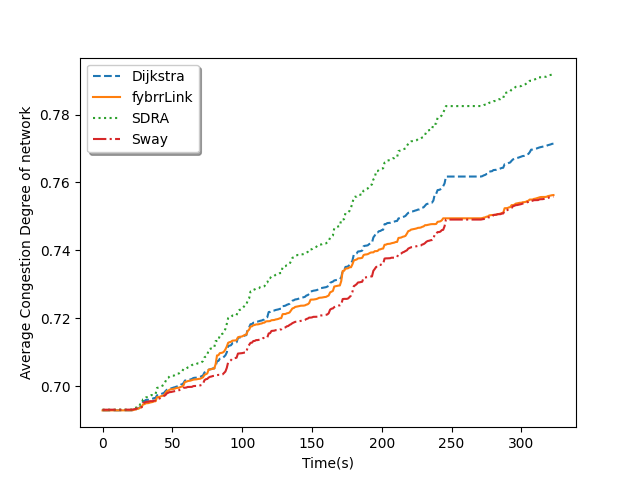 Dijkstra
fybrrLink
SDRA
Sway
Average Congestion Degree of network
0.78
0.76
0.74
0.72
0.70
0 50 100 150 200 250 300
Time(s)